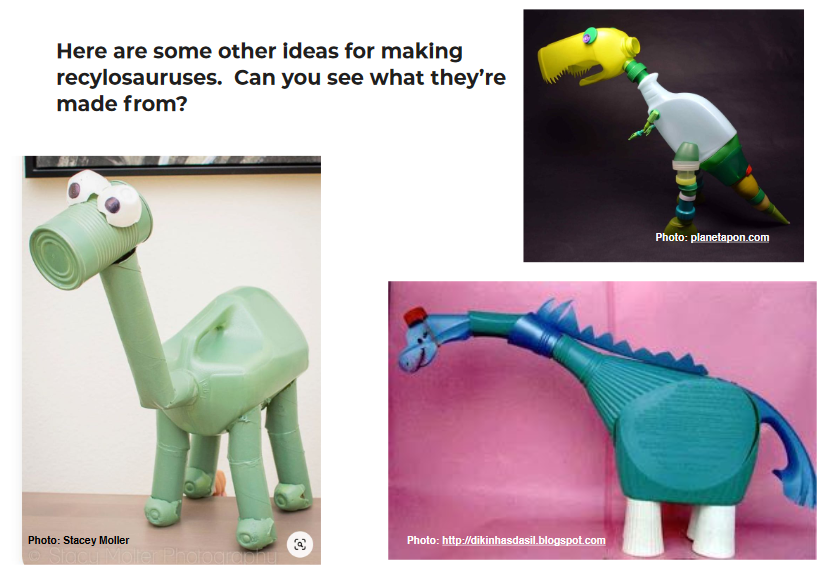 Here are some other ideas for making
recylosauruses. Can you see what they’re
made from?
Photo: planetapon.com
Photo: Stacey Moller
© Stacey Moller Photography
Photo: http://dikinhasdasil.blogspot.com